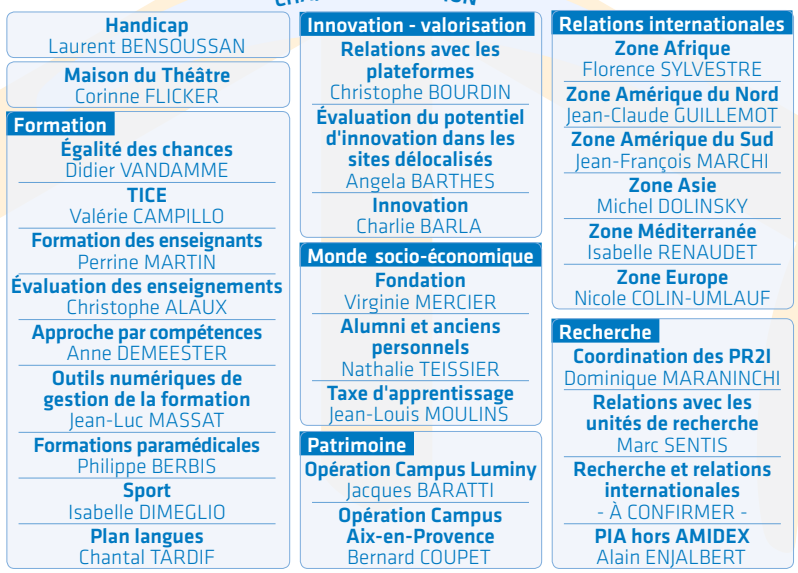 Handicap
Laurent BENSOUSSAN
Maison du Théâtre
Corinne FLICKER
Formation
Égalité des chances
Didier VANDAMME
TICE
Valérie CAMPILLO
Formation des enseignants
Perrine MARTIN
Évaluation des enseignements
Christophe ALAUX
Approche par compétences
Anne DEMEESTER
Outils numériques de
gestion de la formation
Jean-Luc MASSAT
Formations paramédicales
Philippe BERBIS
Sport
Isabelle DIMEGLIO
Plan langues
Chantal TARDIF
Innovation - valorisation
Relations avec les
plateformes
Christophe BOURDIN
Évaluation du potentiel
d'innovation dans les
sites délocalisés
Angela BARTHES
Innovation
Charlie BARLA
Monde socio-économique
Fondation
Virginie MERCIER
Alumni et anciens
personnels
Nathalie TEISSIER
Taxe d'apprentissage
Jean-Louis MOULINS
Patrimoine
Opération Campus Luminy
Jacques BARATTI
Opération Campus
Aix-en-Provence
Bernard COUPET
Relations internationales
Zone Afrique
Florence SYLVESTRE
Zone Amérique du Nord
Jean-Claude GUILLEMOT
Zone Amérique du Sud
Jean-François MARCHI
Zone Asie
Michel DOLINSKY
Zone Méditerranée
Isabelle RENAUDET
Zone Europe
Nicole COLIN-UMLAUF
Recherche
Coordination des PR2I
Dominique MARANINCHI
Relations avec les
unités de recherche
Marc SENTIS
Recherche et relations
internationales
- À CONFIRMER -
PIA hors AMIDEX
Alain ENJALBERT